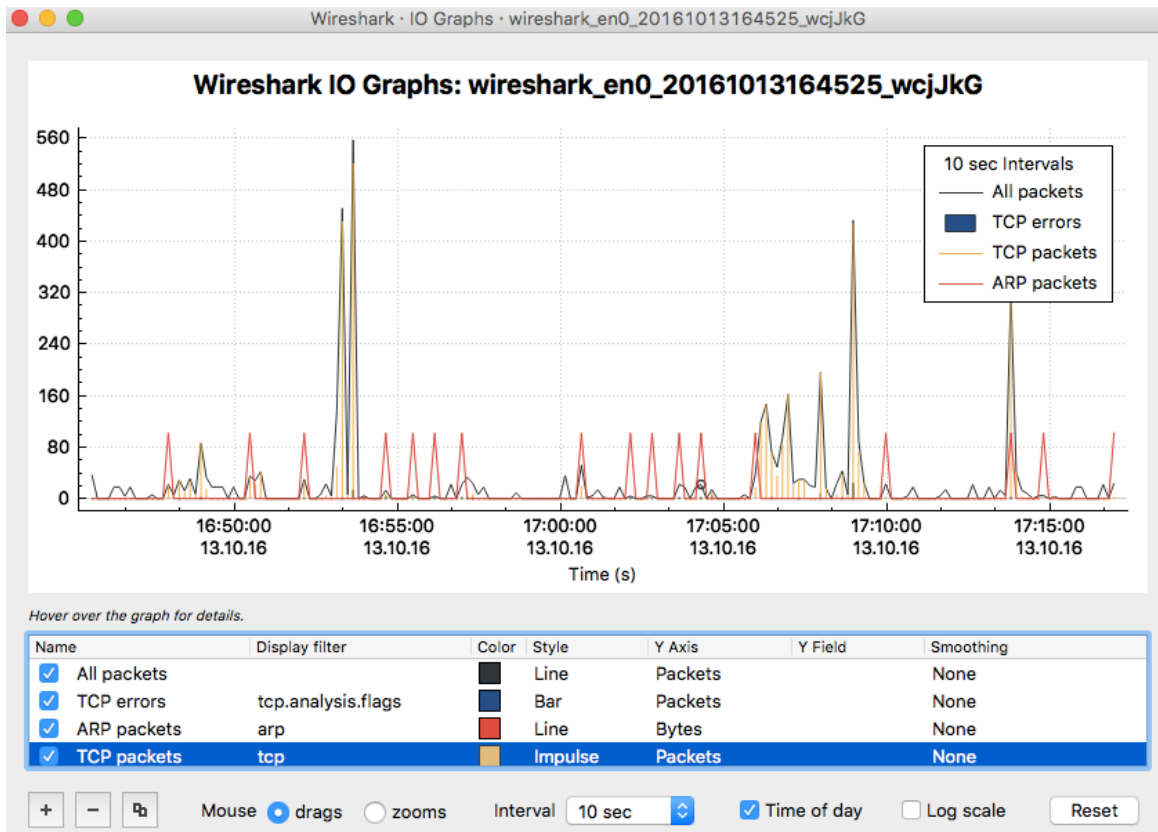 Wireshark · IO Graphs · wireshark_en0_20161013164525_wcjJkG
Wireshark IO Graphs: wireshark_en0_20161013164525_wcjJkG
560
480
400
320
240
160
80
0
10 sec Intervals
All packets
TCP errors
TCP packets
ARP packets
16:50:00 16:55:00 17:00:00 17:05:00 17:10:00 17:15:00
13.10.16 13.10.16 13.10.16 13.10.16 13.10.16 13.10.16
Time (s)
Hover over the graph for details.
Name Display filter Color Style Y Axis Y Field Smoothing
All packets Line Packets None
TCP errors tcp.analysis.flags Bar Packets None
ARP packets arp Line Bytes None
TCP packets tcp Impulse Packets None
+ − Mouse drags zooms Interval 10 sec Time of day Log scale Reset